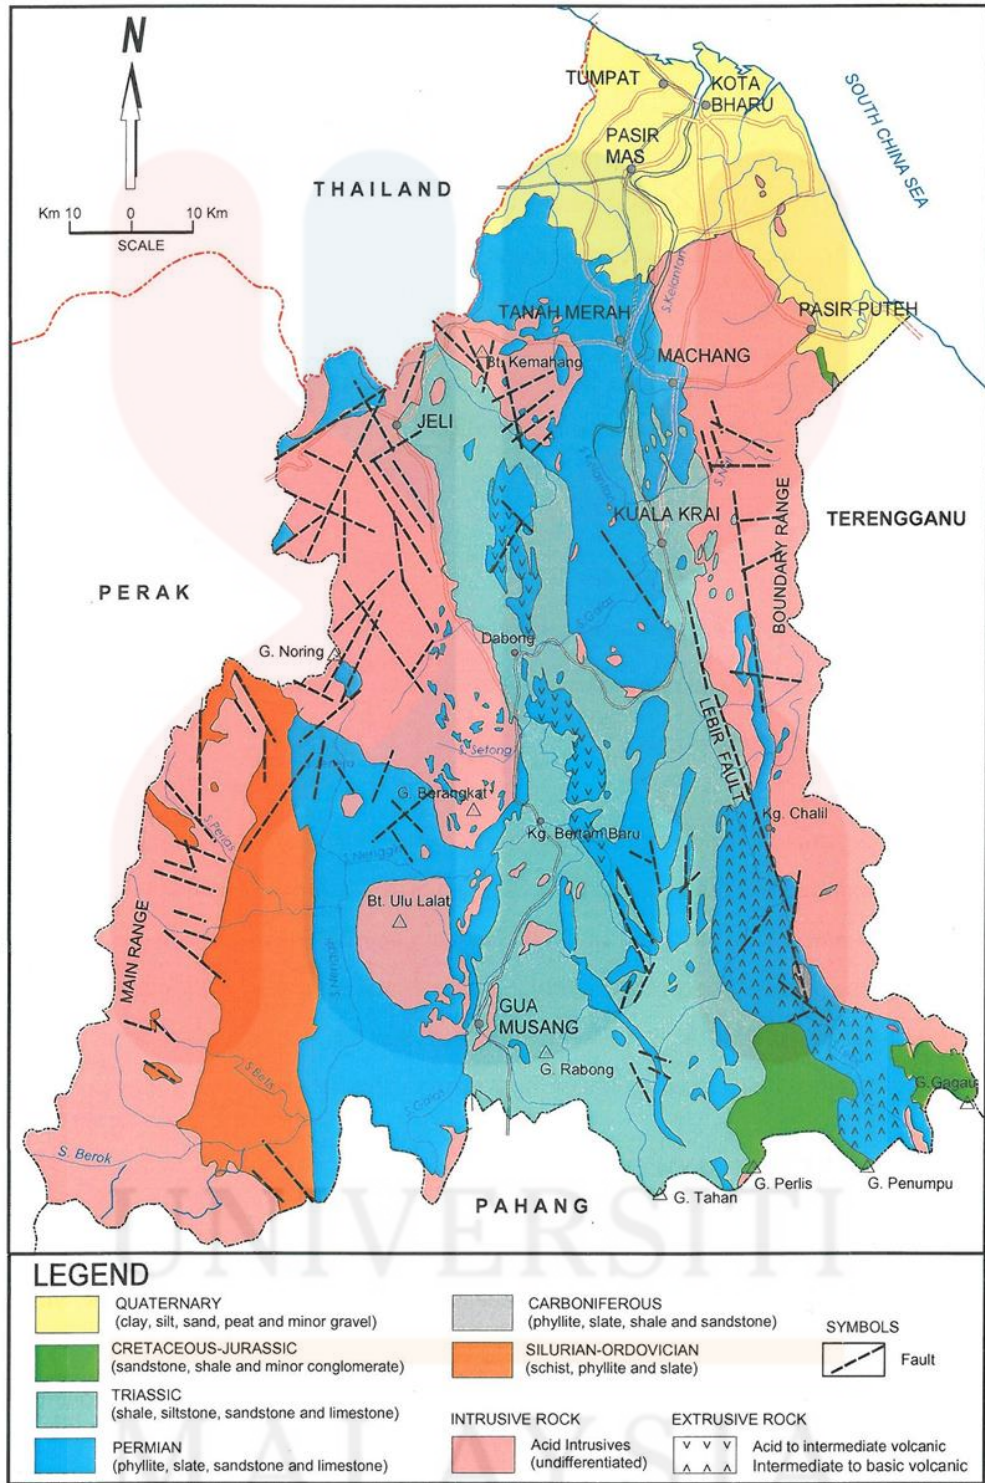 N
TUMPAT
KOTA
BHARU
SOUTH CHINA SEA
PASIR
MAS
THAILAND
Km 10 0 10 Km
SCALE
S.Kelantan
TANAH MERAH
PASIR PUTEH
Bt. Kemahang
MACHANG
JELI
KUALA KRAI
TERENGGANU
BOUNDARY RANGE
PERAK
S.Galas
Dabong
G. Noring
LEBIR FAULT
S. Setong
G. Berangkat
Kg. Chalil
Kg. Bertam Baru
S.Perias
S.Nenggiri
Bt. Ulu Lalat
MAIN RANGE
S.Nenggiri
GUA
MUSANG
G. Rabong
S.Beta
S.Galas
G. Gagau
S. Berok
G. Perlis
G. Penumpu
G. Tahan
PAHANG
UNIVERSITI
LEGEND
QUATERNARY
(clay, silt, sand, peat and minor gravel)
CRETACEOUS-JURASSIC
(sandstone, shale and minor conglomerate)
TRIASSIC
(shale, siltstone, sandstone and limestone)
PERMIAN
(phyllite, slate, sandstone and limestone)
CARBONIFEROUS
(phyllite, slate, shale and sandstone)
SILURIAN-ORDOVICIAN
(schist, phyllite and slate)
INTRUSIVE ROCK
Acid Intrusives
(undifferentiated)
SYMBOLS
Fault
EXTRUSIVE ROCK
Acid to intermediate volcanic
Intermediate to basic volcanic
MALAYSIA